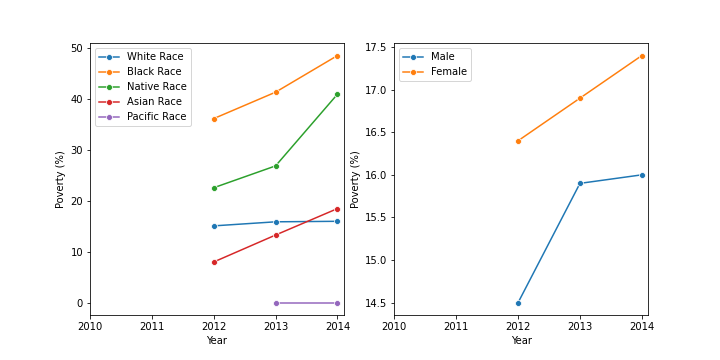 50
40
30
20
10
0
Poverty (%)
White Race
Black Race
Native Race
Asian Race
Pacific Race
2010 2011 2012 2013 2014
Year
17.5
17.0
16.5
16.0
15.5
15.0
14.5
Poverty (%)
Male
Female
2010 2011 2012 2013 2014
Year